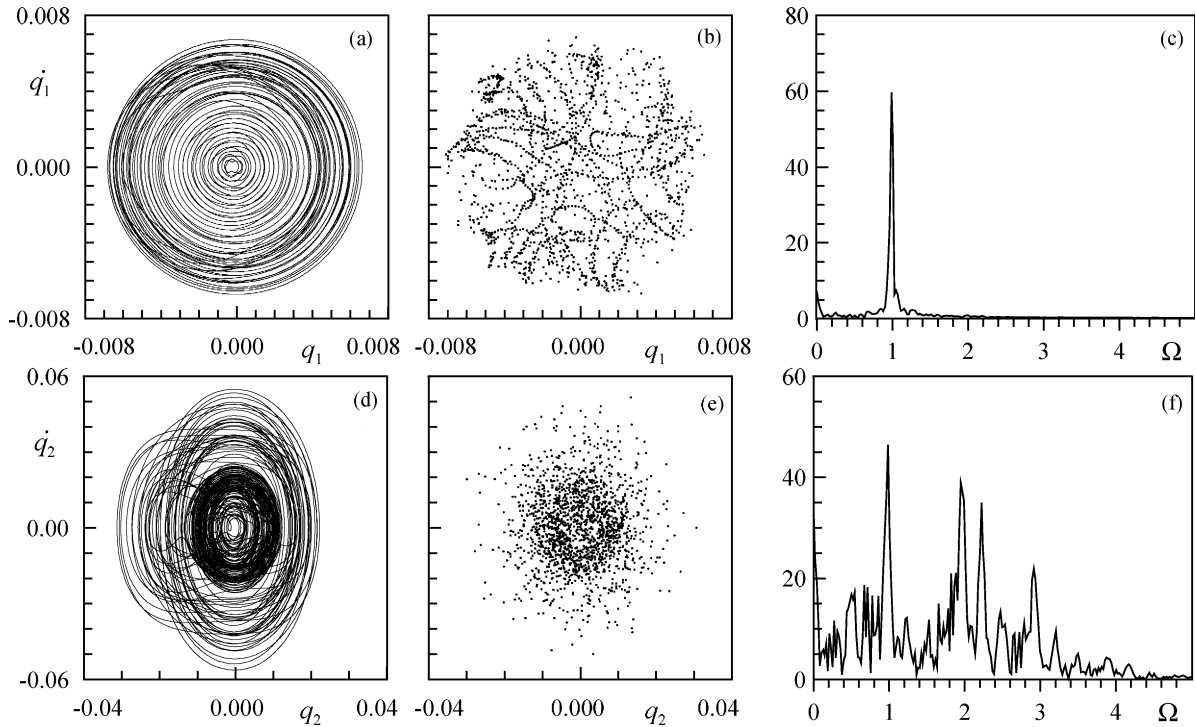 0.008
(a)
(b)
80
(c)
q̇₁
60
0.000
40
20
-0.008
0
-0.008 0.000 q₁ 0.008
-0.008 0.000 q₁ 0.008
0 1 2 3 4 Ω
0.06
(d)
(e)
60
(f)
q̇₂
40
0.00
20
-0.06
0
-0.04 0.000 q₂ 0.04
-0.04 0.000 q₂ 0.04
0 1 2 3 4 Ω